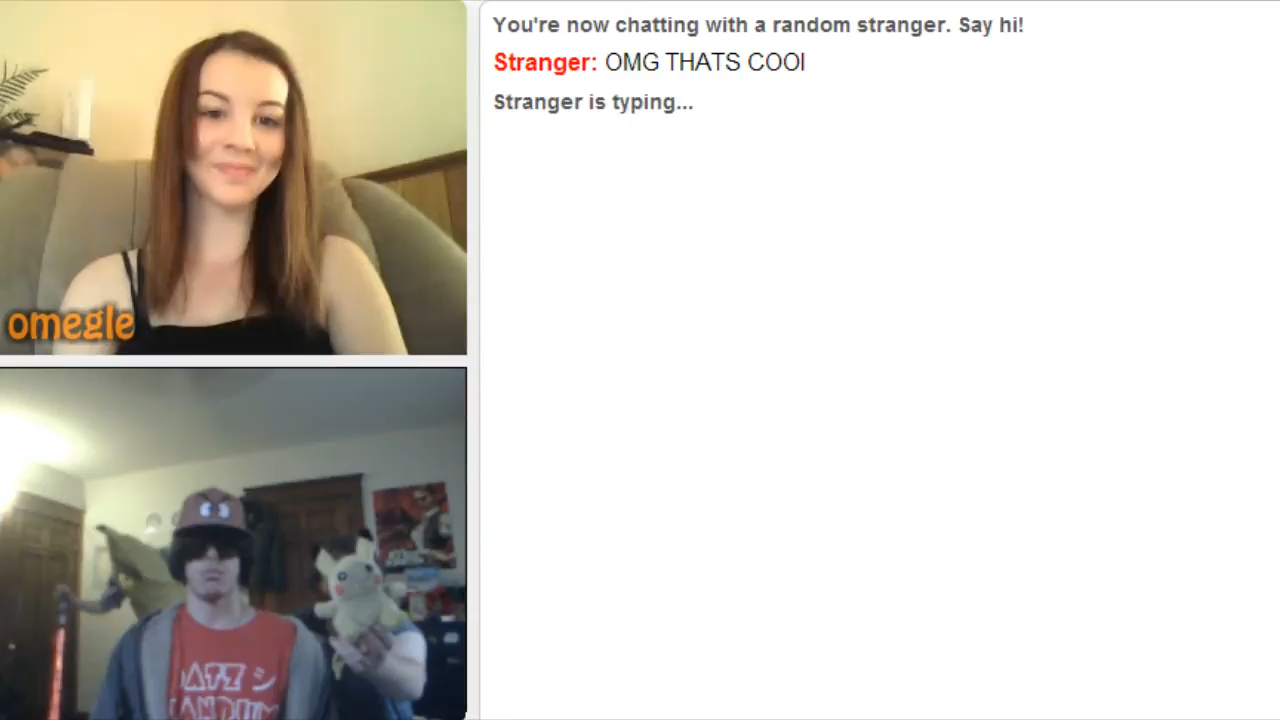 You're now chatting with a random stranger. Say hi!
Stranger: OMG THATS COOl
Stranger is typing...
omegle